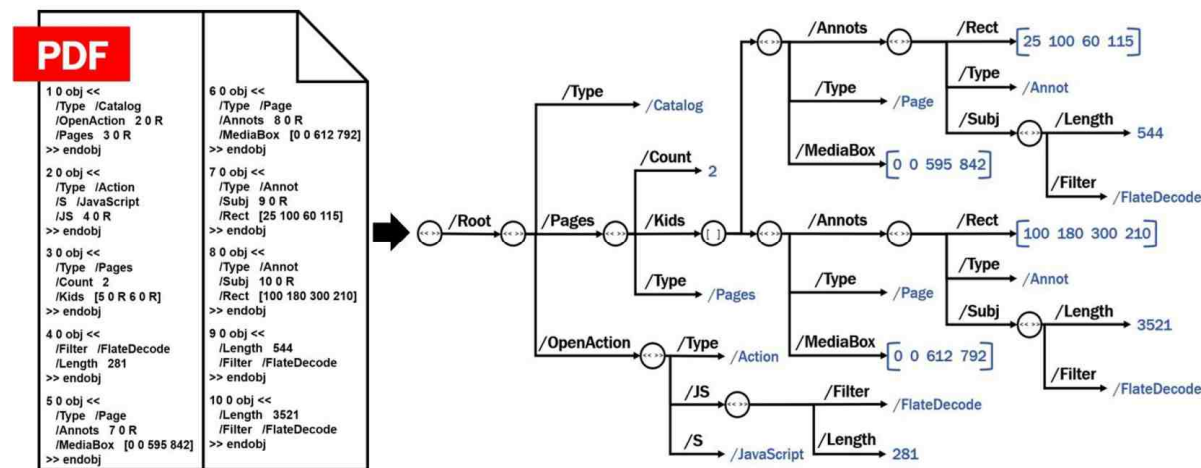 PDF
1 0 obj <<
/Type /Catalog
/OpenAction 2 0 R
/Pages 3 0 R
>> endobj
2 0 obj <<
/Type /Action
/S /JavaScript
/JS 4 0 R
>> endobj
3 0 obj <<
/Type /Pages
/Count 2
/Kids [5 0 R 6 0 R]
>> endobj
4 0 obj <<
/Filter /FlateDecode
/Length 281
>> endobj
5 0 obj <<
/Type /Page
/Annots 7 0 R
/MediaBox [0 0 595 842]
>> endobj
6 0 obj <<
/Type /Page
/Annots 8 0 R
/MediaBox [0 0 612 792]
>> endobj
7 0 obj <<
/Type /Annot
/Subj 9 0 R
/Rect [25 100 60 115]
>> endobj
8 0 obj <<
/Type /Annot
/Subj 10 0 R
/Rect [100 180 300 210]
>> endobj
9 0 obj <<
/Length 544
/Filter /FlateDecode
>> endobj
10 0 obj <<
/Length 3521
/Filter /FlateDecode
>> endobj
<< >> /Root << >>
/Type /Catalog
/Pages << >>
/Count 2
/Kids [ ]
/Type /Pages
<< >> /Annots << >> /Rect [25 100 60 115]
/Type /Annot
/Subj << >> /Length 544
/Filter /FlateDecode
/Type /Page
/MediaBox [0 0 595 842]
<< >> /Annots << >> /Rect [100 180 300 210]
/Type /Annot
/Subj << >> /Length 3521
/Filter /FlateDecode
/Type /Page
/MediaBox [0 0 612 792]
/OpenAction << >> /Type /Action
/JS << >> /Filter /FlateDecode
/Length 281
/S /JavaScript